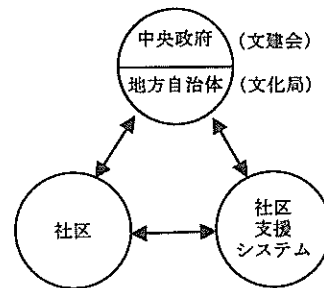 中央政府 (文建会)
地方自治体 (文化局)
社区
社区
支援
システム